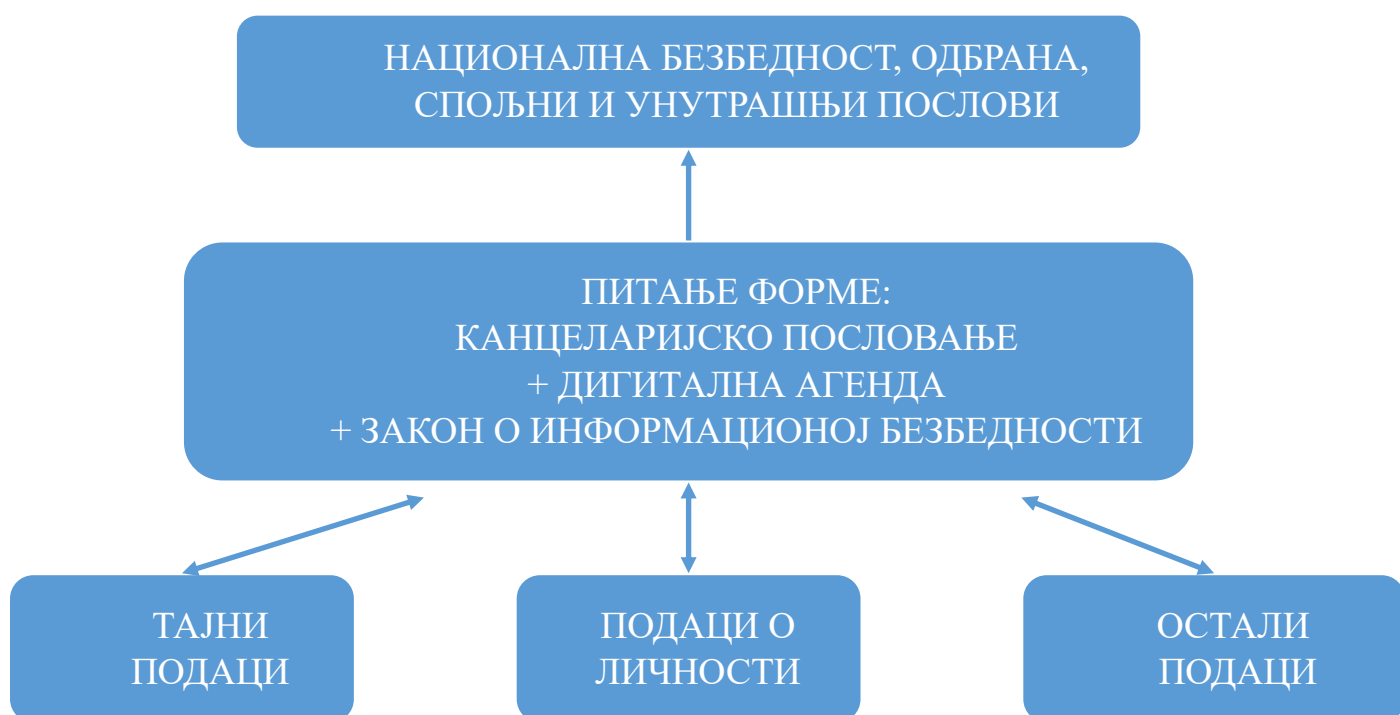 НАЦИОНАЛНА БЕЗБЕДНОСТ, ОДБРАНА,
СПОЉНИ И УНУТРАШЊИ ПОСЛОВИ
ПИТАЊЕ ФОРМЕ:
КАНЦЕЛАРИЈСКО ПОСЛОВАЊЕ
+ ДИГИТАЛНА АГЕНДА
+ ЗАКОН О ИНФОРМАЦИОНОЈ БЕЗБЕДНОСТИ
ТАЈНИ
ПОДАЦИ
ПОДАЦИ О
ЛИЧНОСТИ
ОСТАЛИ
ПОДАЦИ